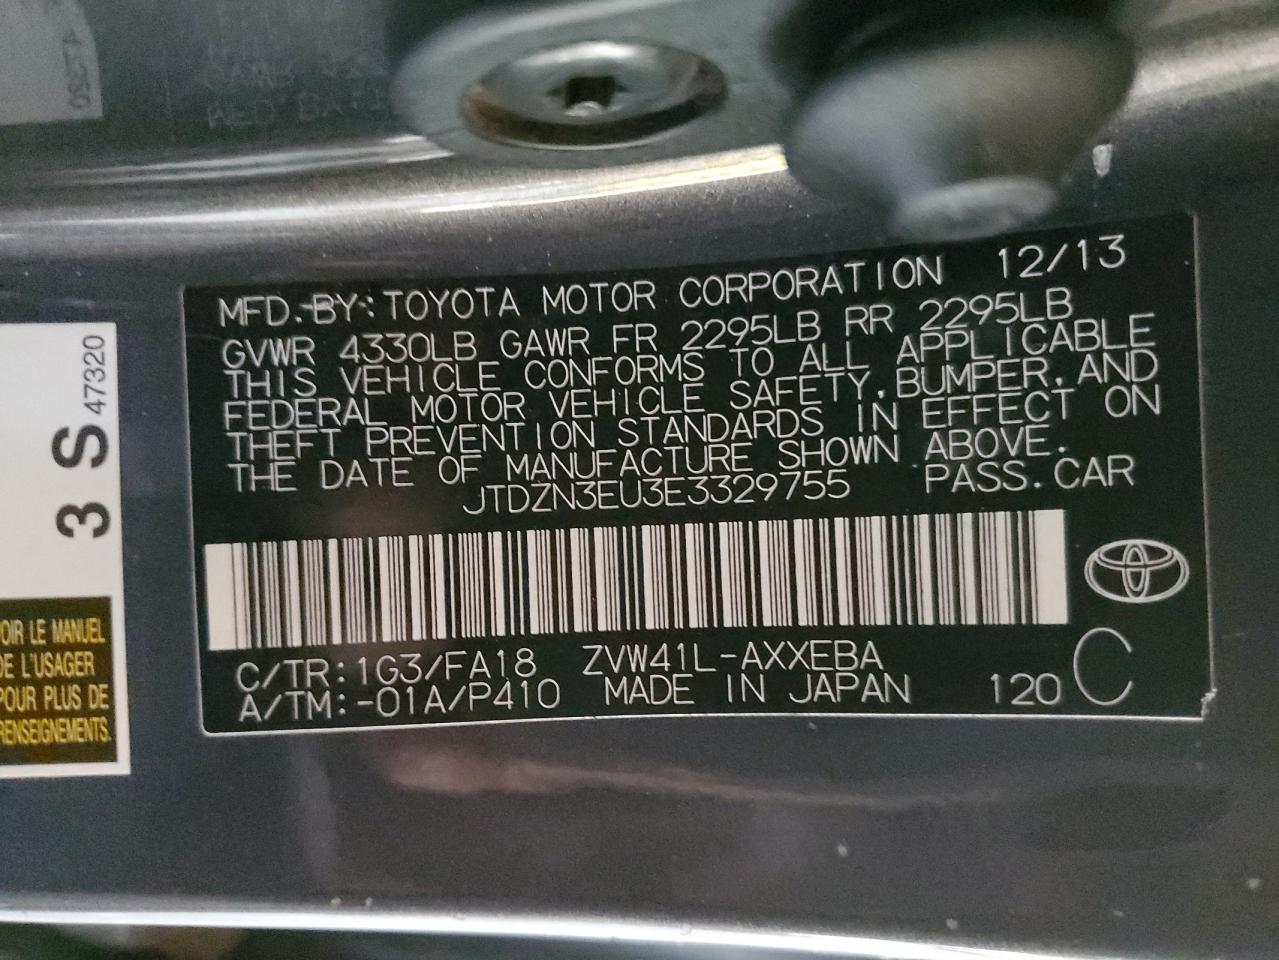 MFD. BY: TOYOTA MOTOR CORPORATION 12/13
GVWR 4330LB GAWR FR 2295LB RR 2295LB
THIS VEHICLE CONFORMS TO ALL APPLICABLE
FEDERAL MOTOR VEHICLE SAFETY, BUMPER, AND
THEFT PREVENTION STANDARDS IN EFFECT ON
THE DATE OF MANUFACTURE SHOWN ABOVE.
JTDZN3EU3E3329755 PASS. CAR
C/TR: 1G3/FA18 ZVW41L-AXXEBA
A/TM: -01A/P410 MADE IN JAPAN 120 C
3 S 47320
OIR LE MANUEL
DE L'USAGER
POUR PLUS DE
RENSEIGNEMENTS.